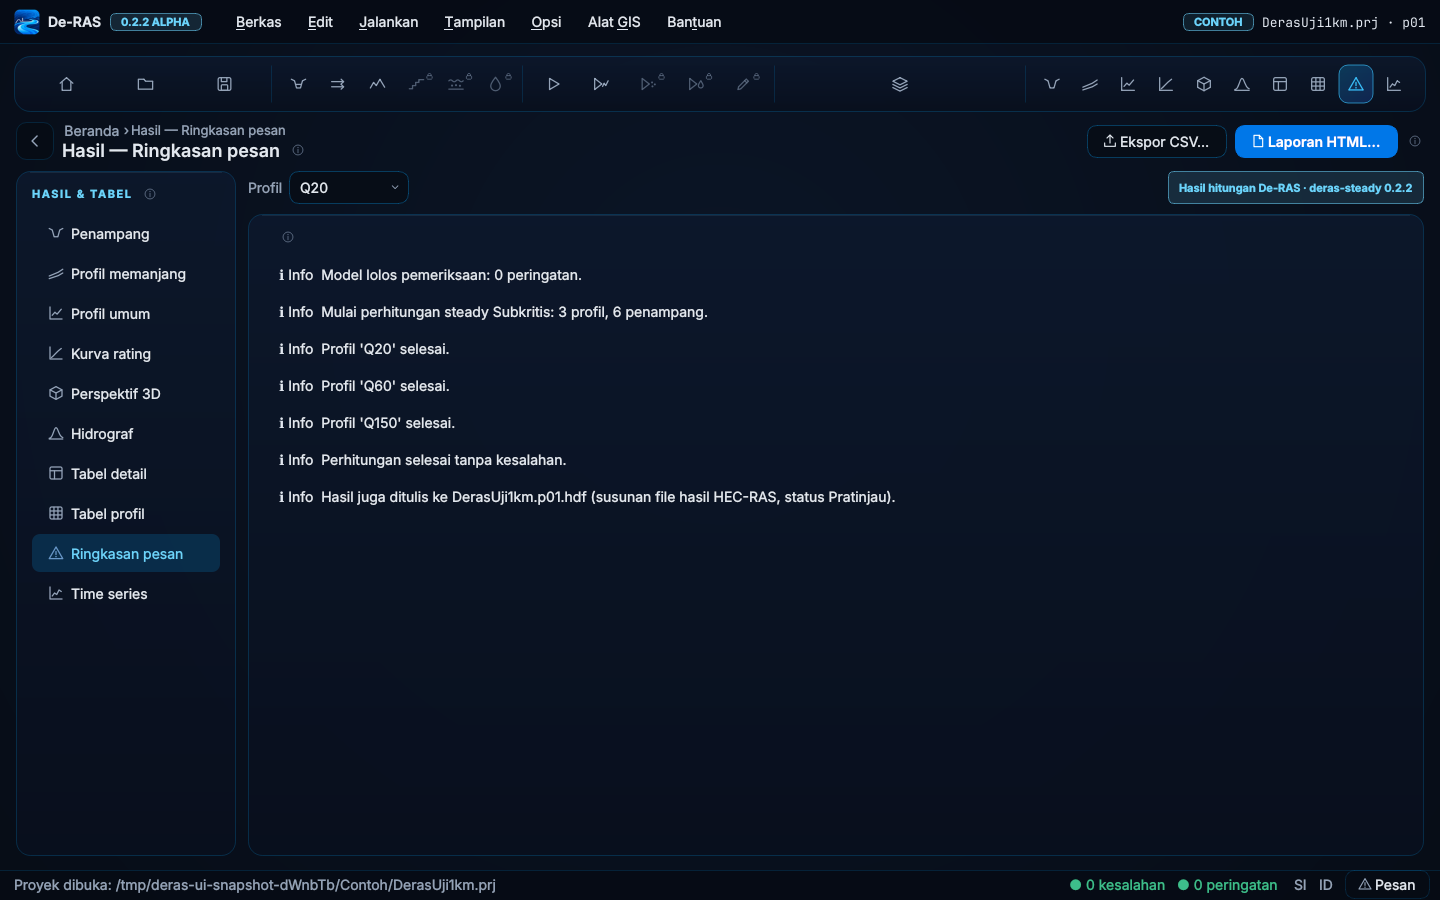 De-RAS 0.2.2 ALPHA Berkas Edit Jalankan Tampilan Opsi Alat GIS Bantuan CONTOH DerasUji1km.prj · p01
Beranda › Hasil — Ringkasan pesan
Hasil — Ringkasan pesan
Ekspor CSV... Laporan HTML...
HASIL & TABEL
Penampang
Profil memanjang
Profil umum
Kurva rating
Perspektif 3D
Hidrograf
Tabel detail
Tabel profil
Ringkasan pesan
Time series
Profil Q20
Hasil hitungan De-RAS · deras-steady 0.2.2
ℹ Info Model lolos pemeriksaan: 0 peringatan.
ℹ Info Mulai perhitungan steady Subkritis: 3 profil, 6 penampang.
ℹ Info Profil 'Q20' selesai.
ℹ Info Profil 'Q60' selesai.
ℹ Info Profil 'Q150' selesai.
ℹ Info Perhitungan selesai tanpa kesalahan.
ℹ Info Hasil juga ditulis ke DerasUji1km.p01.hdf (susunan file hasil HEC-RAS, status Pratinjau).
Proyek dibuka: /tmp/deras-ui-snapshot-dWnbTb/Contoh/DerasUji1km.prj
0 kesalahan 0 peringatan SI ID Pesan